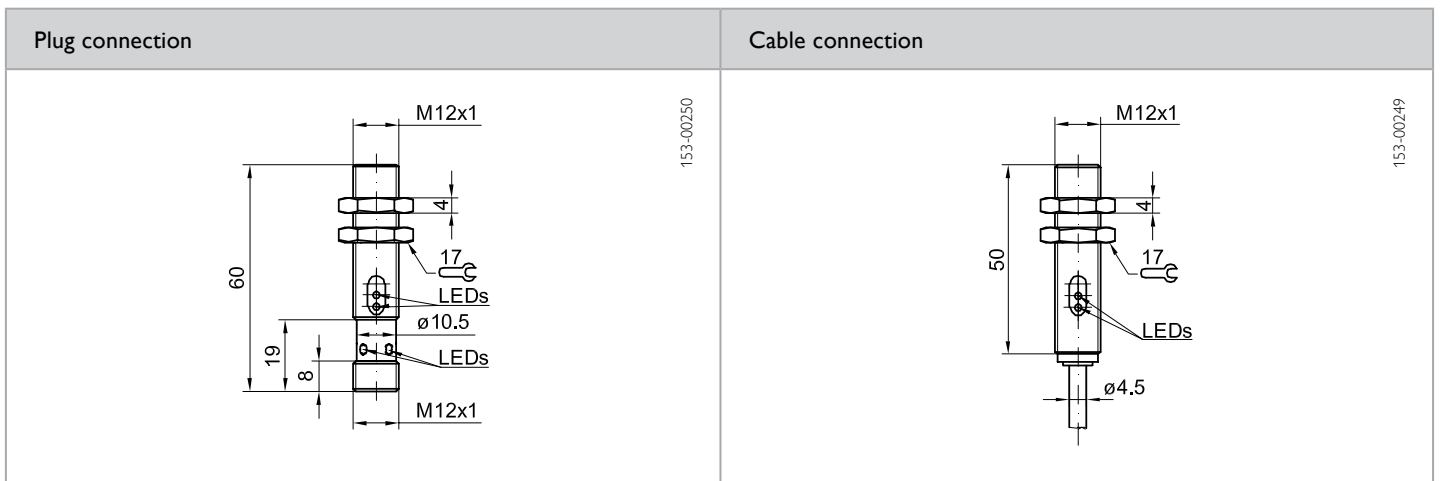 Plug connection
Cable connection
M12x1
153-00250
4
60
17
LEDs
ø10.5
19
LEDs
8
M12x1
M12x1
153-00249
4
50
17
LEDs
ø4.5